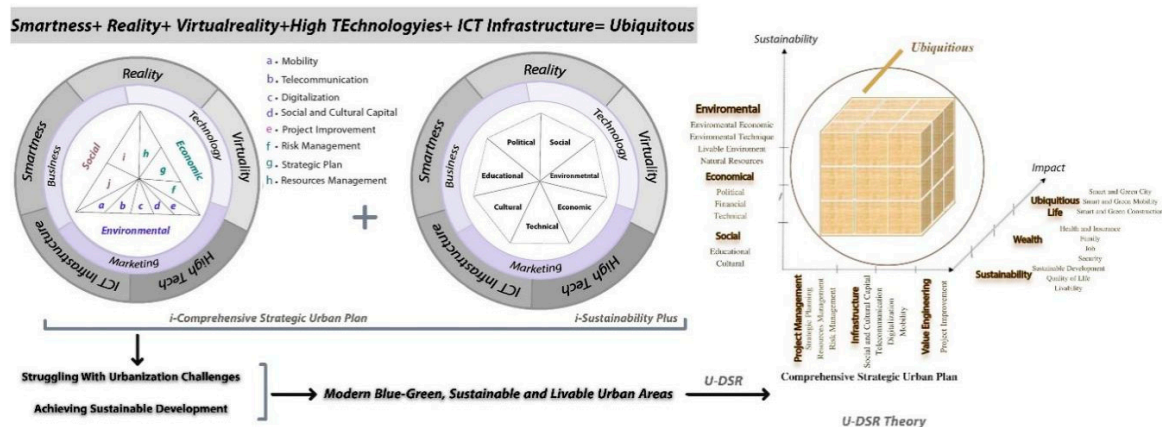 Smartness+ Reality+ Virtualreality+High TEchnologyies+ ICT Infrastructure= Ubiquitous
Reality
Virtuality
High Tech
ICT Infrastructure
Smartness
Technology
Marketing
Business
Social
Economic
Environmental
i
h
g
f
j
a
b
c
d
e
a - Mobility
b - Telecommunication
c - Digitalization
d - Social and Cultural Capital
e - Project Improvement
f - Risk Management
g - Strategic Plan
h - Resources Management
+
Reality
Virtuality
High Tech
ICT Infrastructure
Smartness
Technology
Marketing
Business
Political
Social
Educational
Environmetntal
Cultural
Economic
Technical
i-Comprehensive Strategic Urban Plan
i-Sustainability Plus
Struggling With Urbanization Challenges
Achieving Sustainable Development
Modern Blue-Green, Sustainable and Livable Urban Areas
U-DSR
Sustainability
Ubiquitious
Enviromental
Enviromental Economic
Enviromental Technique
Livable Enviroment
Natural Resources
Economical
Political
Financial
Technical
Social
Educational
Cultural
Impact
Ubiquitious
Life
Smart and Green City
Smart and Green Mobility
Smart and Green Construction
Wealth
Health and Insurance
Family
Job
Security
Sustainability
Sustainable Development
Quality of Life
Livability
Project Management
Strategic Planning
Resources Management
Risk Management
Infrastructure
Social and Cultural Capital
Telecommunication
Digitalization
Mobility
Value Engineering
Project Improvement
Comprehensive Strategic Urban Plan
U-DSR Theory